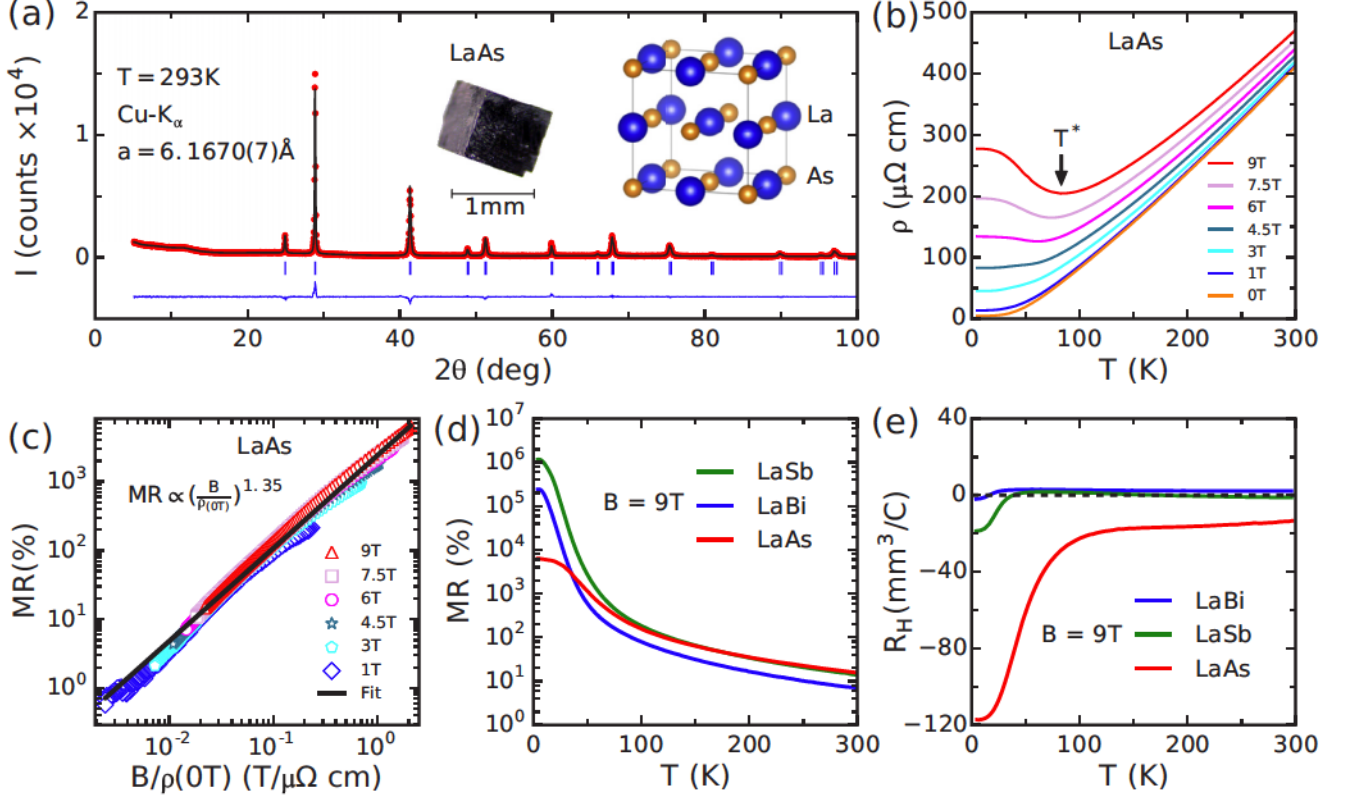 (a)
I (counts ×10⁴)
2
1
0
T = 293K
Cu-Kα
a = 6.1670(7)Å
LaAs
1mm
La
As
0 20 40 60 80 100
2θ (deg)
(b)
ρ (μΩ cm)
500
400
300
200
100
0
LaAs
T*
9T
7.5T
6T
4.5T
3T
1T
0T
0 100 200 300
T (K)
(c)
MR(%)
10³
10²
10¹
10⁰
LaAs
MR ∝ (B/ρ(0T))^1.35
9T
7.5T
6T
4.5T
3T
1T
Fit
10⁻² 10⁻¹ 10⁰
B/ρ(0T) (T/μΩ cm)
(d)
MR (%)
10⁷
10⁶
10⁵
10⁴
10³
10²
10¹
10⁰
LaSb
LaBi
LaAs
B = 9T
0 100 200 300
T (K)
(e)
R_H(mm³/C)
40
0
−40
−80
−120
LaBi
LaSb
LaAs
B = 9T
0 100 200 300
T (K)